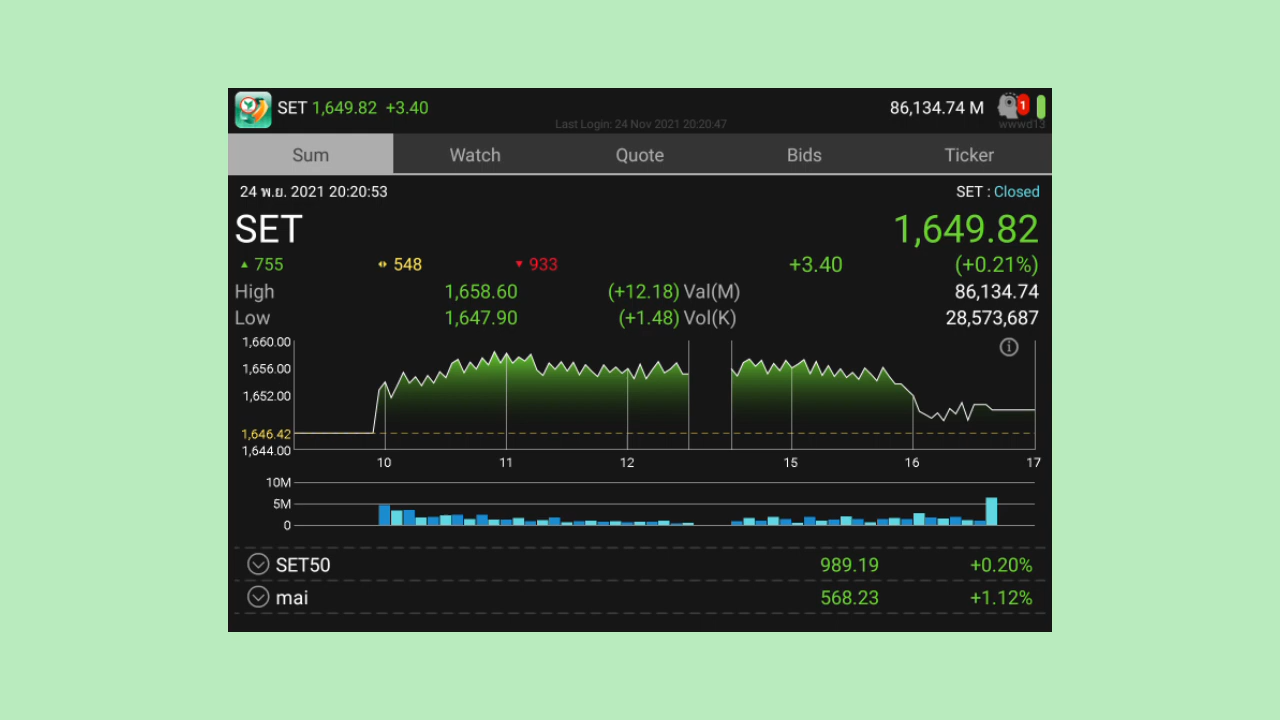 SET 1,649.82 +3.40 86,134.74 M 1
Last Login: 24 Nov 2021 20:20:47 wwwd13
Sum Watch Quote Bids Ticker
24 พ.ย. 2021 20:20:53 SET : Closed
SET 1,649.82
▲ 755 548 ▼ 933 +3.40 (+0.21%)
High 1,658.60 (+12.18) Val(M) 86,134.74
Low 1,647.90 (+1.48) Vol(K) 28,573,687
1,660.00
1,656.00
1,652.00
1,646.42
1,644.00
10 11 12 15 16 17
10M
5M
0
SET50 989.19 +0.20%
mai 568.23 +1.12%